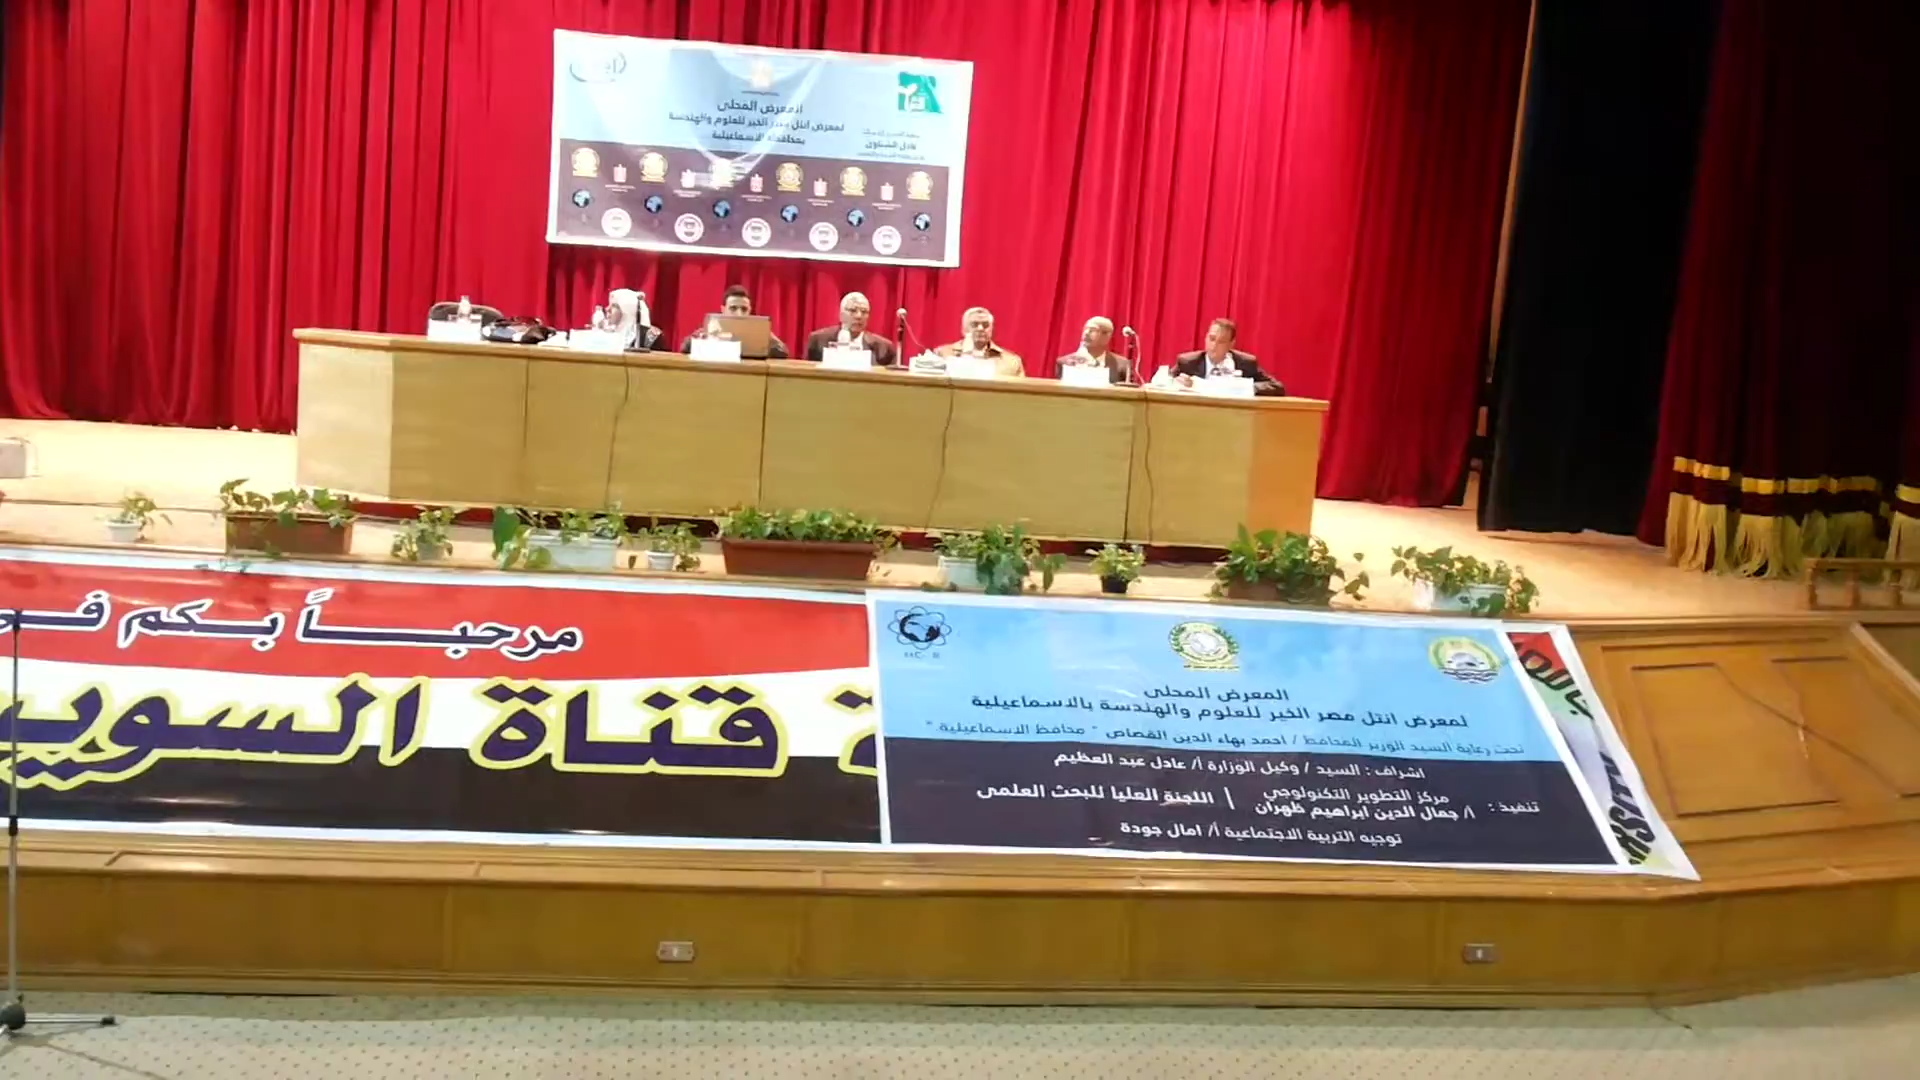 المعرض المحلى
لمعرض انتل مصر الخير للعلوم والهندسة
بمحافظة الاسماعيلية
مرحباً بكم فى
قناة السويس
المعرض المحلى
لمعرض انتل مصر الخير للعلوم والهندسة بالاسماعيلية
تحت رعاية السيد الوزير المحافظ / احمد بهاء الدين القصاص " محافظ الاسماعيلية "
اشراف : السيد / وكيل الوزارة أ/ عادل عبد العظيم
تنفيذ : مركز التطوير التكنولوجي | اللجنة العليا للبحث العلمى
أ/ جمال الدين ابراهيم ظهران
توجيه التربية الاجتماعية أ/ امال جودة